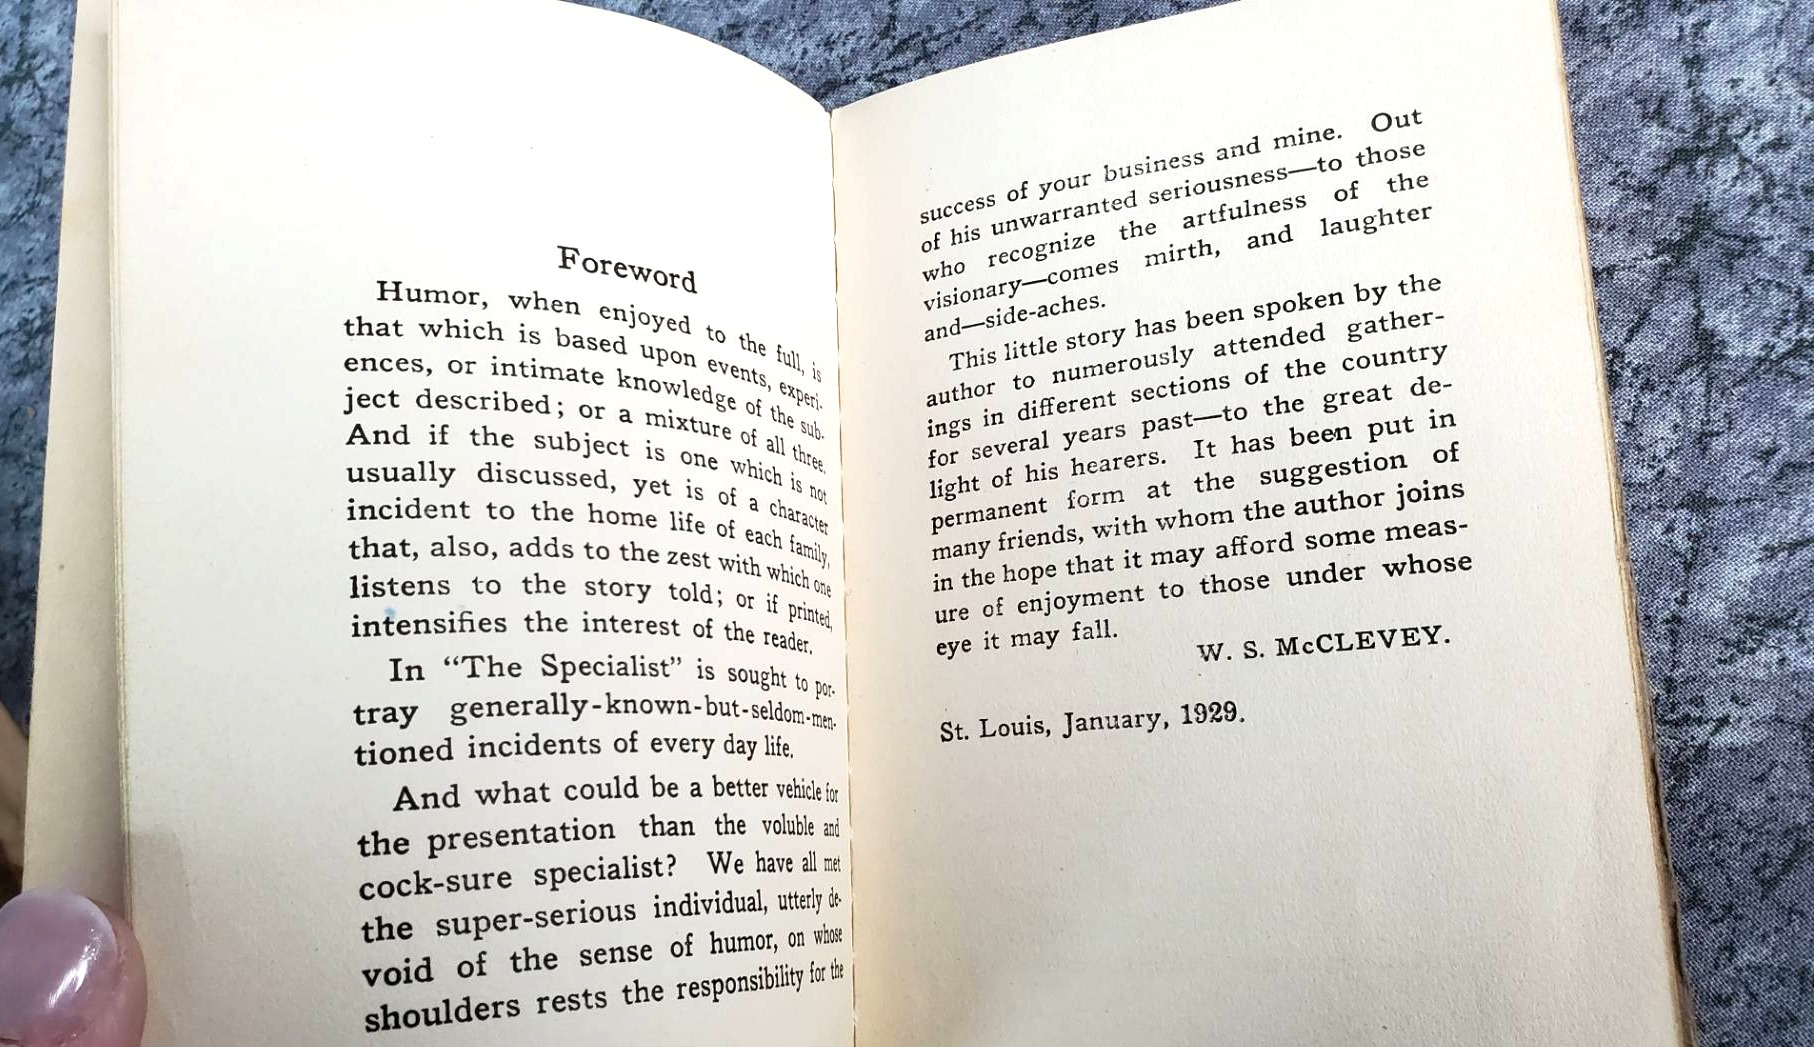 Foreword
Humor, when enjoyed to the full, is
that which is based upon events, experi-
ences, or intimate knowledge of the sub-
ject described; or a mixture of all three.
And if the subject is one which is not
usually discussed, yet is of a character
incident to the home life of each family,
that, also, adds to the zest with which one
listens to the story told; or if printed,
intensifies the interest of the reader.
In “The Specialist” is sought to por-
tray generally-known-but-seldom-men-
tioned incidents of every day life.
And what could be a better vehicle for
the presentation than the voluble and
cock-sure specialist? We have all met
the super-serious individual, utterly de-
void of the sense of humor, on whose
shoulders rests the responsibility for the
success of your business and mine. Out
of his unwarranted seriousness—to those
who recognize the artfulness of the
visionary—comes mirth, and laughter
and—side-aches.
This little story has been spoken by the
author to numerously attended gather-
ings in different sections of the country
for several years past—to the great de-
light of his hearers. It has been put in
permanent form at the suggestion of
many friends, with whom the author joins
in the hope that it may afford some meas-
ure of enjoyment to those under whose
eye it may fall.
W. S. McCLEVEY.
St. Louis, January, 1929.